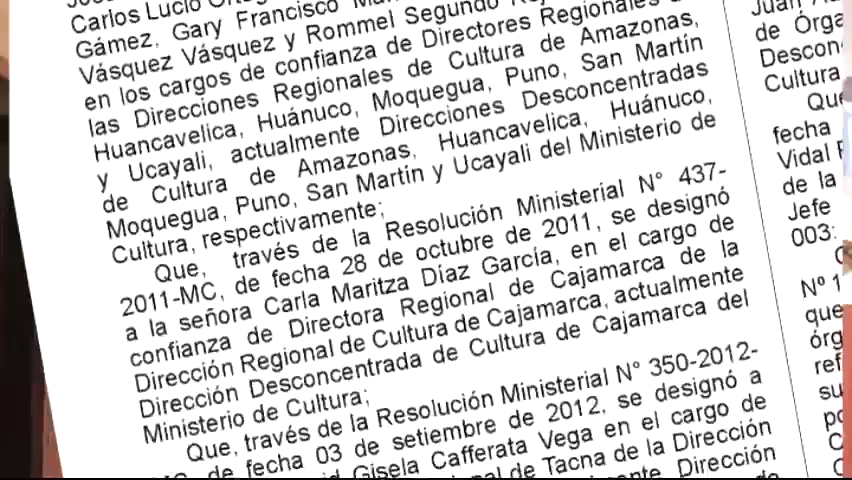 Carlos Lucio
Gámez, Gary Francisco
Vásquez Vásquez y Rommel Segundo
en los cargos de confianza de Directores Regionales
las Direcciones Regionales de Cultura de Amazonas,
Huancavelica, Huánuco, Moquegua, Puno, San Martín
y Ucayali, actualmente Direcciones Desconcentradas
de Cultura de Amazonas, Huancavelica, Huánuco,
Moquegua, Puno, San Martín y Ucayali del Ministerio de
Cultura, respectivamente;
Que, través de la Resolución Ministerial N° 437-
2011-MC, de fecha 28 de octubre de 2011, se designó
a la señora Carla Maritza Díaz García, en el cargo de
confianza de Directora Regional de Cajamarca de la
Dirección Regional de Cultura de Cajamarca, actualmente
Dirección Desconcentrada de Cultura de Cajamarca del
Ministerio de Cultura;
Que, través de la Resolución Ministerial N° 350-2012-
de fecha 03 de setiembre de 2012, se designó a
Gisela Cafferata Vega en el cargo de
de Tacna de la Dirección
Dirección
de Órga
Descon
Cultura
Que
fecha
Vidal
de la
Jefe
003:
Nº 1
que
órg
ref
su